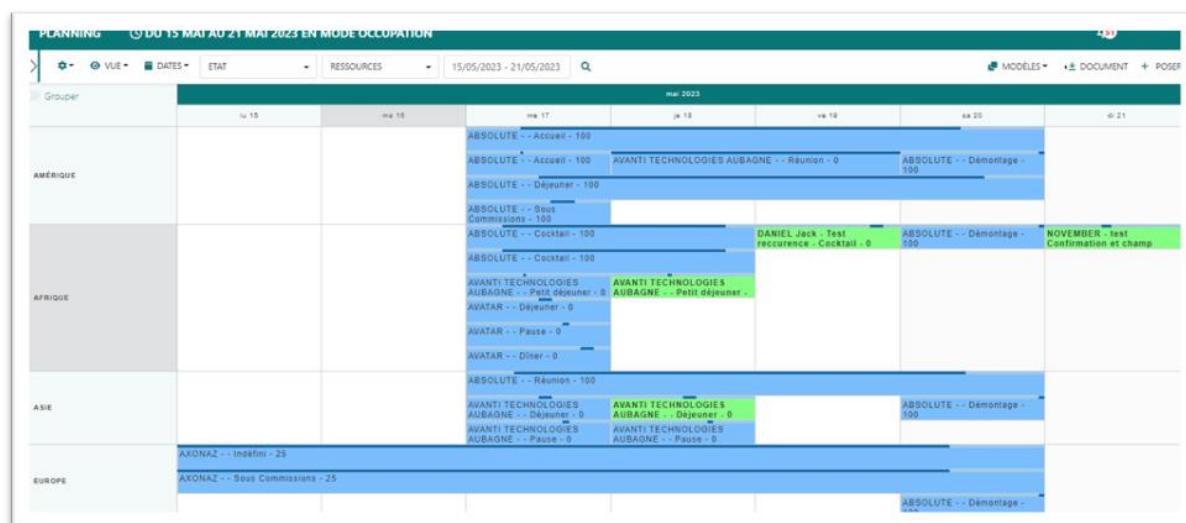 PLANNING DU 15 MAI AU 21 MAI 2023 EN MODE OCCUPATION
51
VUE DATES ETAT RESSOURCES 15/05/2023 - 21/05/2023 MODÈLES DOCUMENT + POSER
Grouper
mai 2023
lu 15 ma 16 me 17 je 18 ve 19 sa 20 di 21
AMÉRIQUE
ABSOLUTE - - Accueil - 100
ABSOLUTE - - Accueil - 100
AVANTI TECHNOLOGIES AUBAGNE - - Réunion - 0
ABSOLUTE - - Démontage -
100
ABSOLUTE - - Déjeuner - 100
ABSOLUTE - - Sous
Commissions - 100
AFRIQUE
ABSOLUTE - - Cocktail - 100
DANIEL Jack - Test
reccurence - Cocktail - 0
ABSOLUTE - - Démontage -
100
NOVEMBER - test
Confirmation et champ
ABSOLUTE - - Cocktail - 100
AVANTI TECHNOLOGIES
AUBAGNE - - Petit déjeuner - 0
AVANTI TECHNOLOGIES
AUBAGNE - - Petit déjeuner -
AVATAR - - Déjeuner - 0
AVATAR - - Pause - 0
AVATAR - - Dîner - 0
ASIE
ABSOLUTE - - Réunion - 100
AVANTI TECHNOLOGIES
AUBAGNE - - Déjeuner - 0
AVANTI TECHNOLOGIES
AUBAGNE - - Déjeuner - 0
ABSOLUTE - - Démontage -
100
AVANTI TECHNOLOGIES
AUBAGNE - - Pause - 0
AVANTI TECHNOLOGIES
AUBAGNE - - Pause - 0
EUROPE
AXONAZ - - Indéfini - 25
AXONAZ - - Sous Commissions - 25
ABSOLUTE - - Démontage -